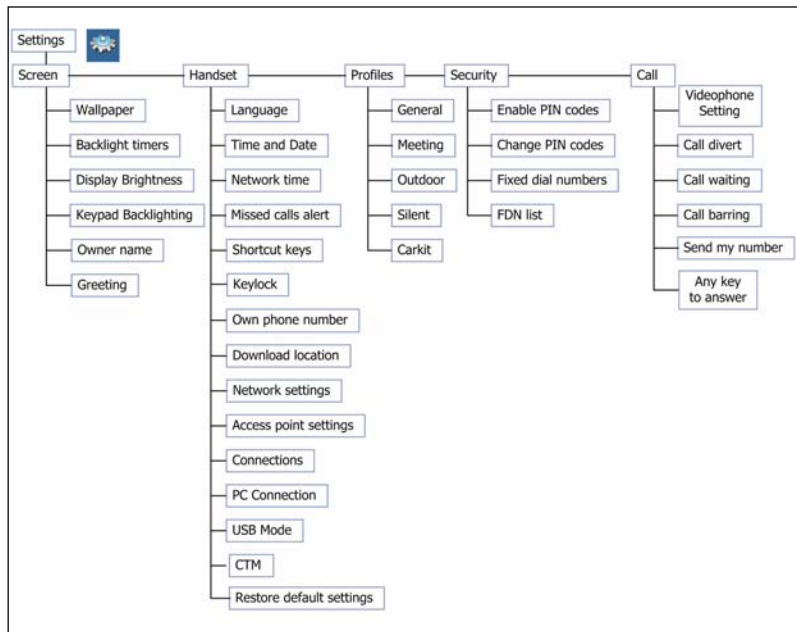 Settings
Screen
Wallpaper
Backlight timers
Display Brightness
Keypad Backlighting
Owner name
Greeting
Handset
Language
Time and Date
Network time
Missed calls alert
Shortcut keys
Keylock
Own phone number
Download location
Network settings
Access point settings
Connections
PC Connection
USB Mode
CTM
Restore default settings
Profiles
General
Meeting
Outdoor
Silent
Carkit
Security
Enable PIN codes
Change PIN codes
Fixed dial numbers
FDN list
Call
Videophone
Setting
Call divert
Call waiting
Call barring
Send my number
Any key
to answer